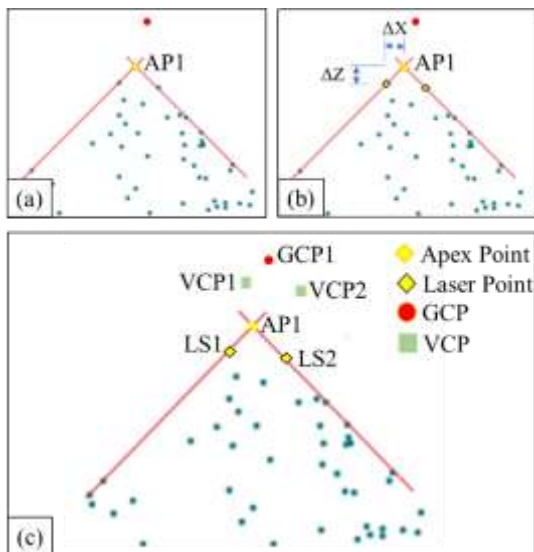 AP1
(a)
ΔX
ΔZ
AP1
(b)
GCP1
VCP1
VCP2
AP1
LS1
LS2
Apex Point
Laser Point
GCP
VCP
(c)